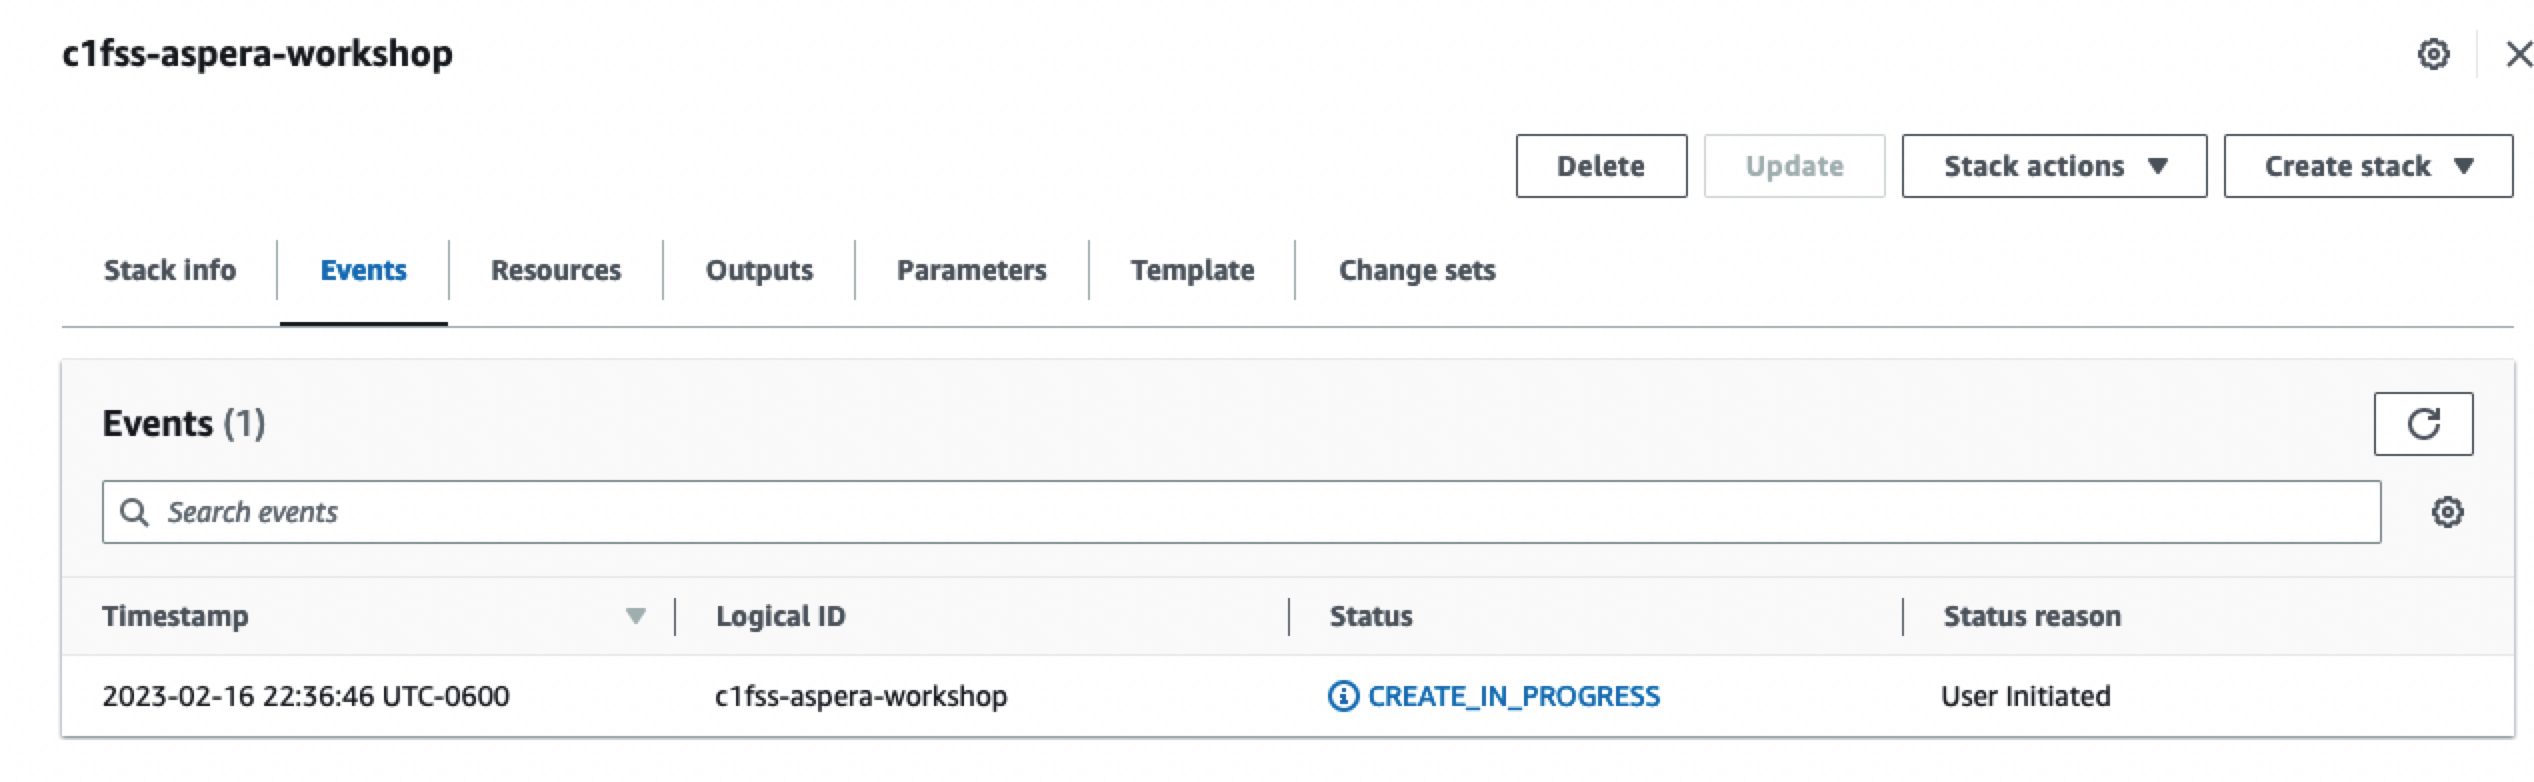 c1fss-aspera-workshop
Delete Update Stack actions Create stack
Stack info Events Resources Outputs Parameters Template Change sets
Events (1)
Search events
Timestamp Logical ID Status Status reason
2023-02-16 22:36:46 UTC-0600 c1fss-aspera-workshop CREATE_IN_PROGRESS User Initiated